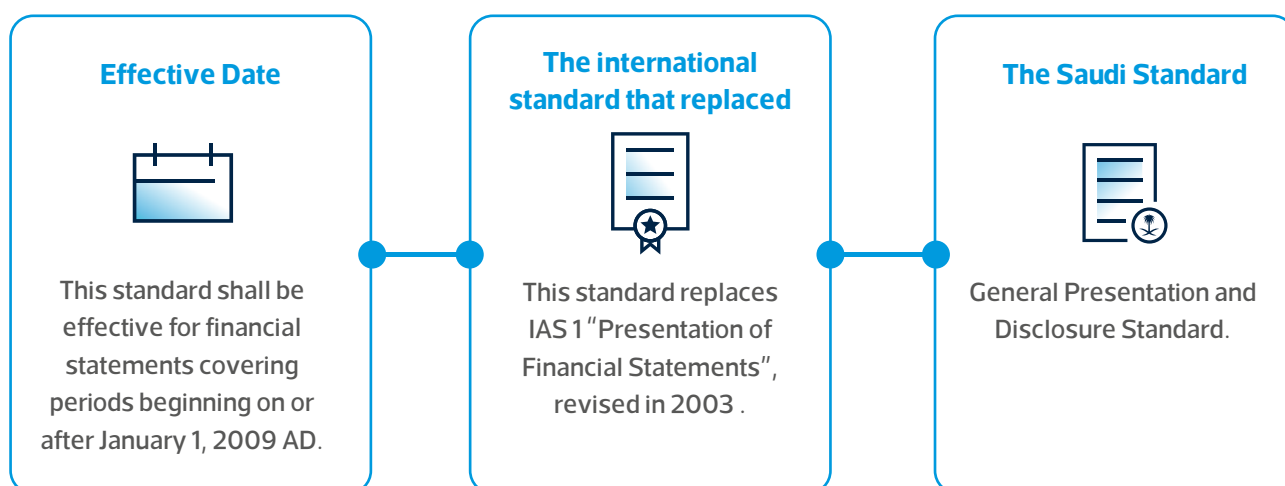 Effective Date
This standard shall be
effective for financial
statements covering
periods beginning on or
after January 1, 2009 AD.
The international
standard that replaced
This standard replaces
IAS 1 "Presentation of
Financial Statements",
revised in 2003 .
The Saudi Standard
General Presentation and
Disclosure Standard.